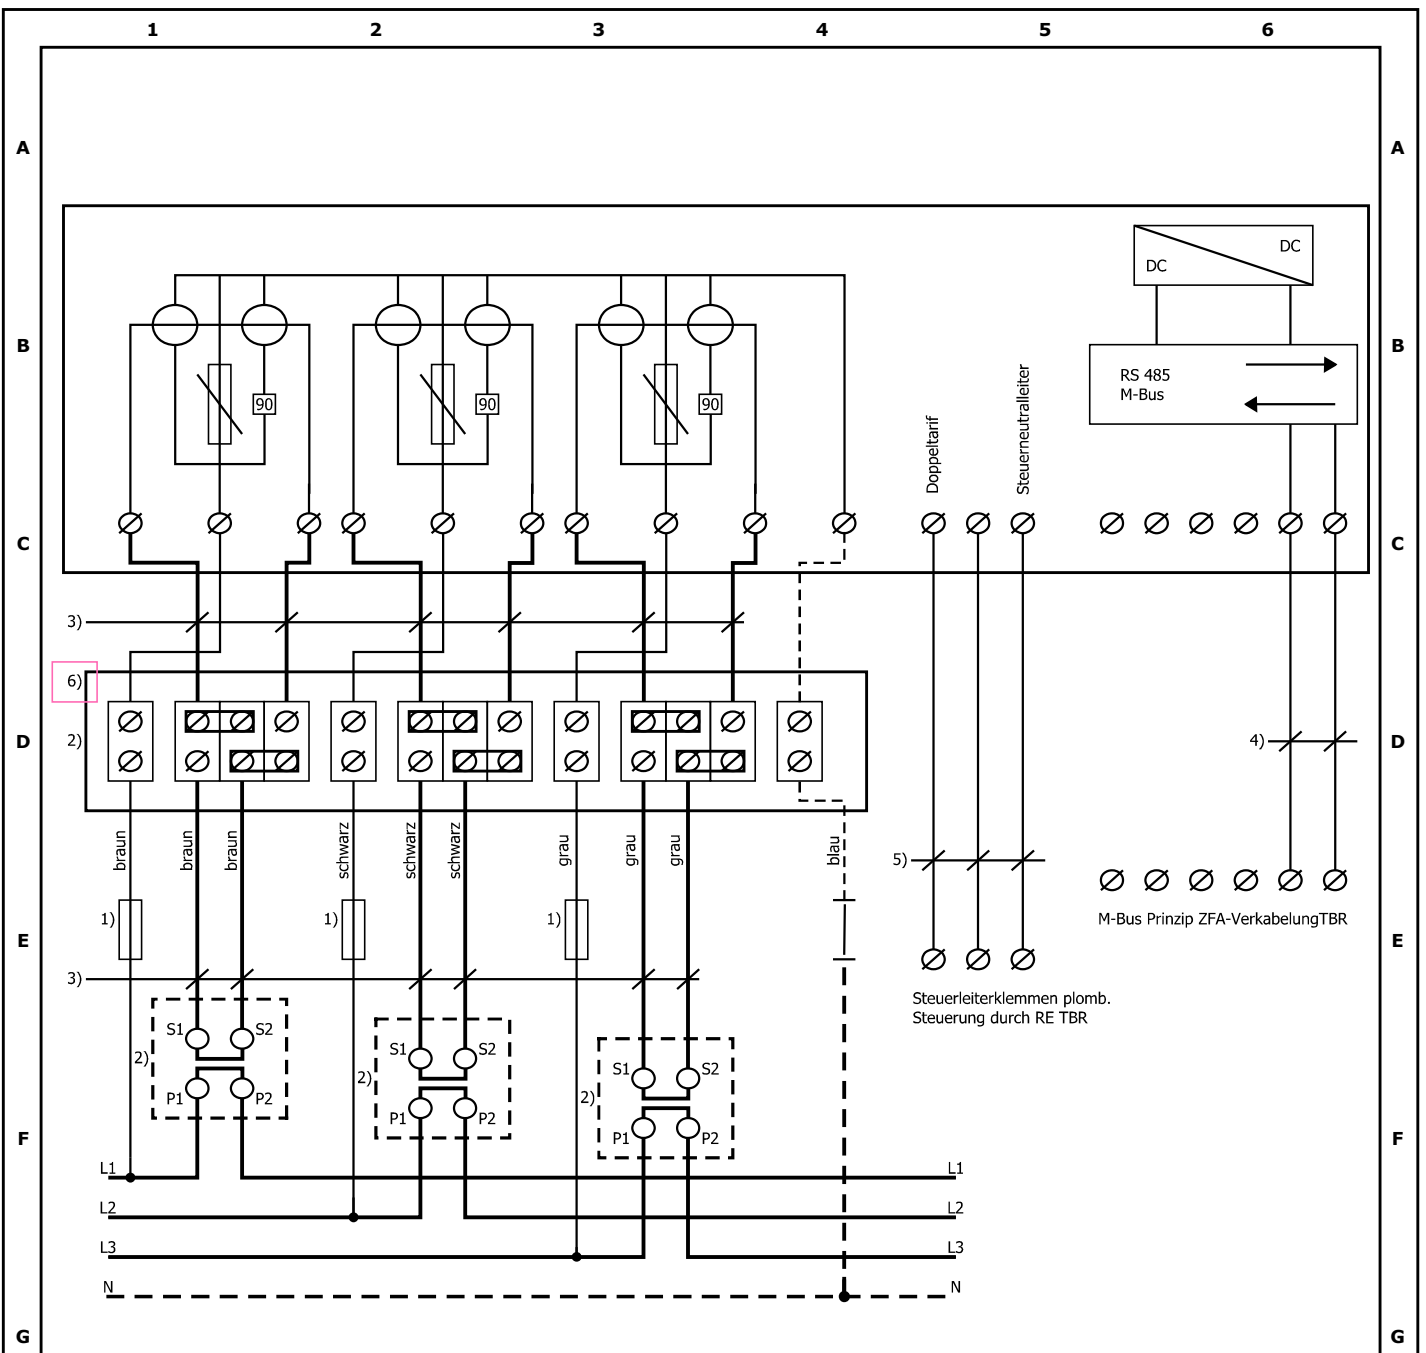 1 2 3 4 5 6
A A
DC
DC
B B
RS 485
M-Bus
90 90 90
Doppeltarif
Steuerneutralleiter
C C
3)
6)
2)
D D
4)
braun braun braun schwarz schwarz schwarz grau grau grau blau
5)
1) 1) 1)
M-Bus Prinzip ZFA-VerkabelungTBR
E E
3)
Steuerleiterklemmen plomb.
Steuerung durch RE TBR
S1 S2
2)
P1 P2
S1 S2
2)
P1 P2
S1 S2
2)
P1 P2
F F
L1 L1
L2 L2
L3 L3
N N
G G